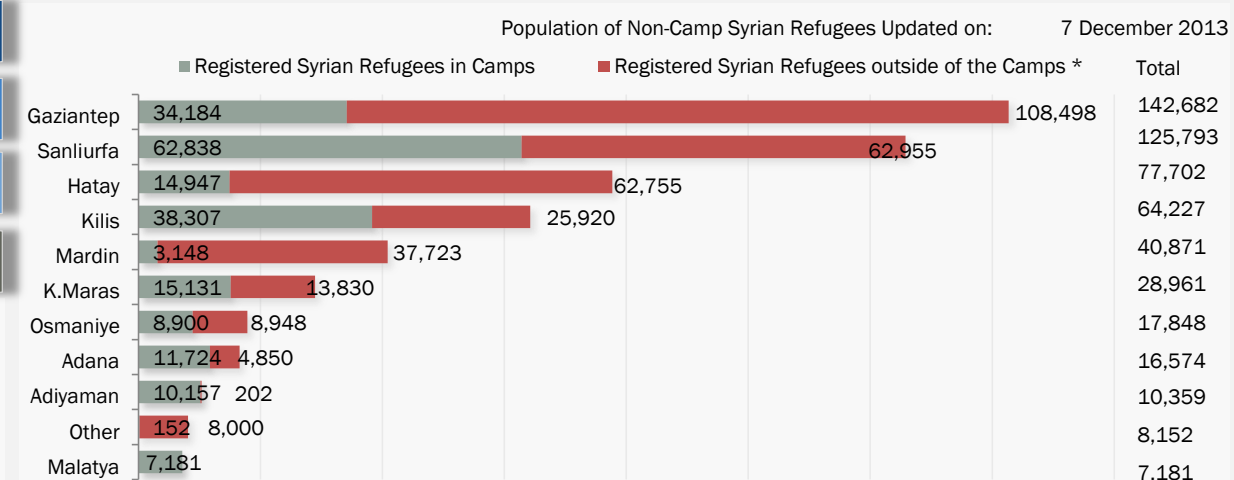 Population of Non-Camp Syrian Refugees Updated on: 7 December 2013
Registered Syrian Refugees in Camps Registered Syrian Refugees outside of the Camps * Total
Gaziantep 34,184 108,498 142,682
Sanliurfa 62,838 62,955 125,793
Hatay 14,947 62,755 77,702
Kilis 38,307 25,920 64,227
Mardin 3,148 37,723 40,871
K.Maras 15,131 13,830 28,961
Osmaniye 8,900 8,948 17,848
Adana 11,724 4,850 16,574
Adiyaman 10,157 202 10,359
Other 152 8,000 8,152
Malatya 7,181 7,181